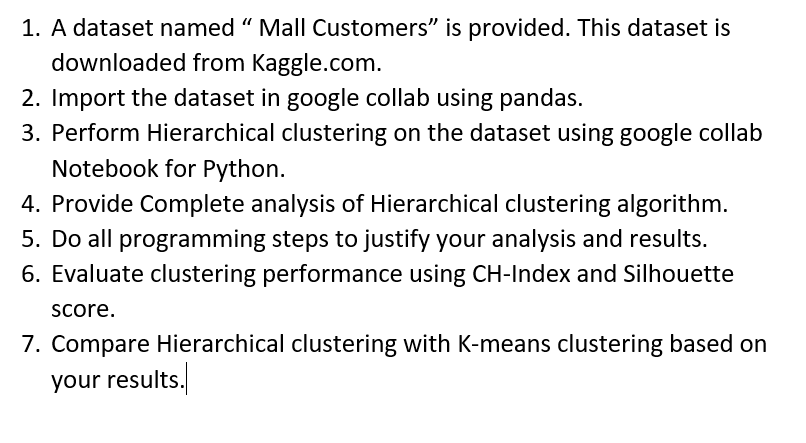 1. A dataset named “ Mall Customers” is provided. This dataset is
downloaded from Kaggle.com.
2. Import the dataset in google collab using pandas.
3. Perform Hierarchical clustering on the dataset using google collab
Notebook for Python.
4. Provide Complete analysis of Hierarchical clustering algorithm.
5. Do all programming steps to justify your analysis and results.
6. Evaluate clustering performance using CH-Index and Silhouette
score.
7. Compare Hierarchical clustering with K-means clustering based on
your results.